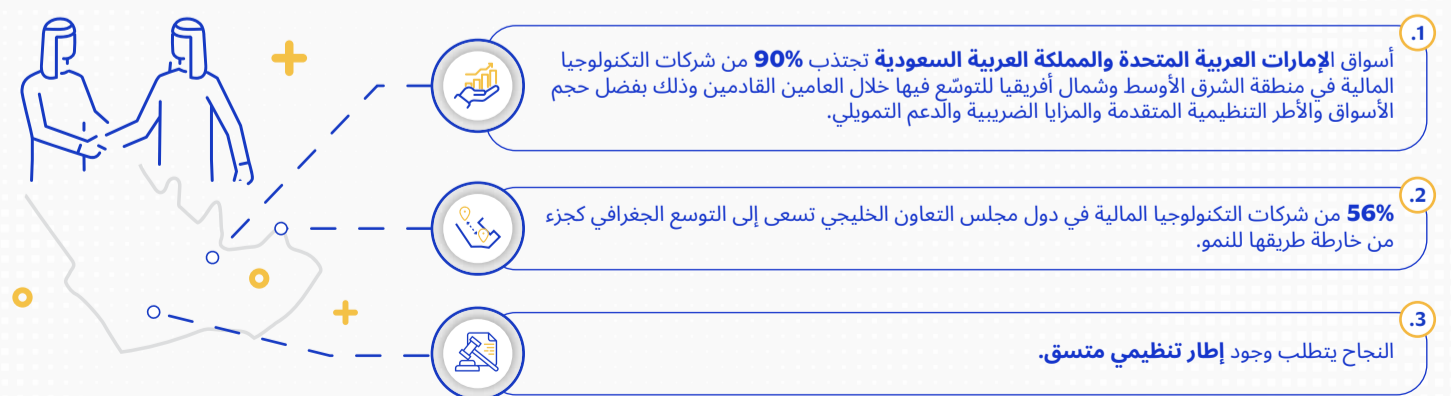 1.
أسواق الإمارات العربية المتحدة والمملكة العربية السعودية تجتذب 90% من شركات التكنولوجيا
المالية في منطقة الشرق الأوسط وشمال أفريقيا للتوسّع فيها خلال العامين القادمين وذلك بفضل حجم
الأسواق والأطر التنظيمية المتقدمة والمزايا الضريبية والدعم التمويلي.
2.
56% من شركات التكنولوجيا المالية في دول مجلس التعاون الخليجي تسعى إلى التوسع الجغرافي كجزء
من خارطة طريقها للنمو.
3.
النجاح يتطلب وجود إطار تنظيمي متسق.